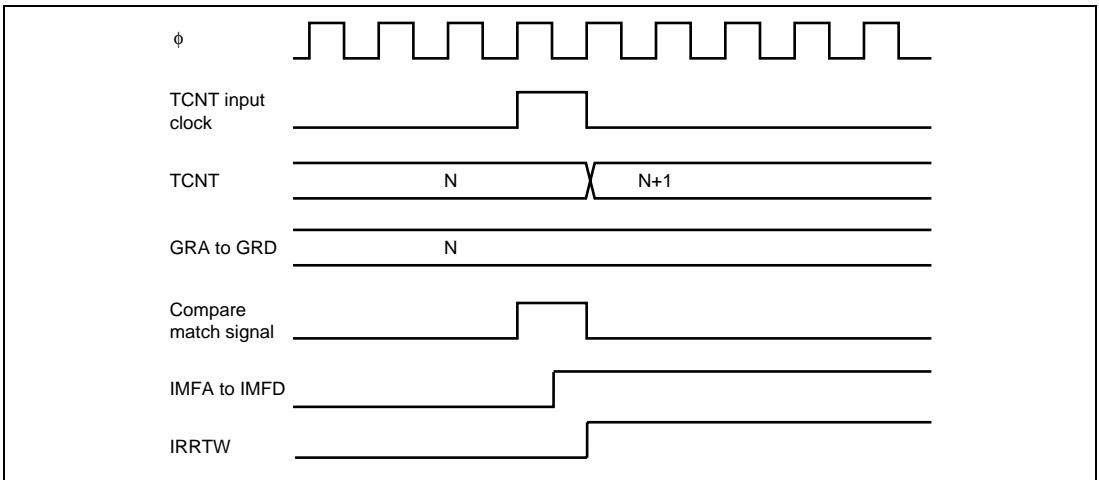 ϕ
TCNT input
clock
TCNT N N+1
GRA to GRD N
Compare
match signal
IMFA to IMFD
IRRTW